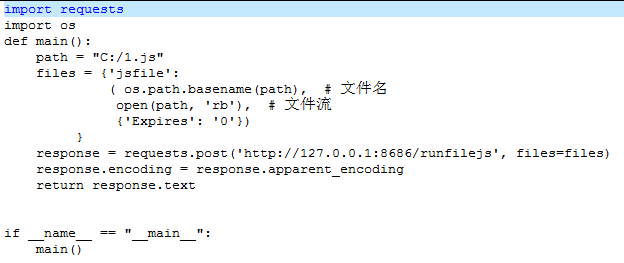 import requests
import os
def main():
    path = "C:/1.js"
    files = {'jsfile':
              ( os.path.basename(path),  # 文件名
               open(path, 'rb'),  # 文件流
               {'Expires': '0'})
          }
    response = requests.post('http://127.0.0.1:8686/runfilejs', files=files)
    response.encoding = response.apparent_encoding
    return response.text
if __name__ == "__main__":
    main()